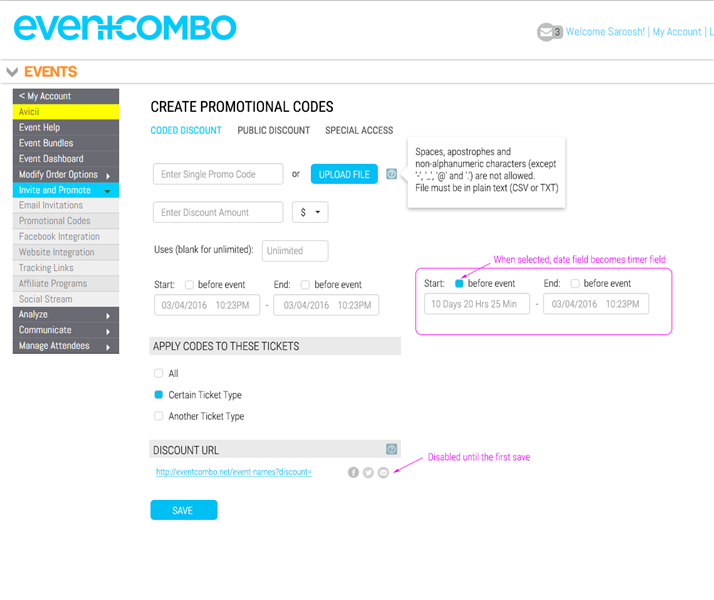 eventcombo
3 Welcome Saroosh! | My Account | L
EVENTS
< My Account
Avicii
Event Help
Event Bundles
Event Dashboard
Modify Order Options
Invite and Promote
Email Invitations
Promotional Codes
Facebook Integration
Website Integration
Tracking Links
Affiliate Programs
Social Stream
Analyze
Communicate
Manage Attendees
CREATE PROMOTIONAL CODES
CODED DISCOUNT PUBLIC DISCOUNT SPECIAL ACCESS
Enter Single Promo Code or UPLOAD FILE
Spaces, apostrophes and
non-alphanumeric characters (except
'-', '_', '@' and '.') are not allowed.
File must be in plain text (CSV or TXT)
Enter Discount Amount $
Uses (blank for unlimited): Unlimited
Start: before event End: before event
03/04/2016 10:23PM - 03/04/2016 10:23PM
When selected, date field becomes timer field
Start: before event End: before event
10 Days 20 Hrs 25 Min - 03/04/2016 10:23PM
APPLY CODES TO THESE TICKETS
All
Certain Ticket Type
Another Ticket Type
DISCOUNT URL
http://eventcombo.net/event-names?discount=
Disabled until the first save
SAVE